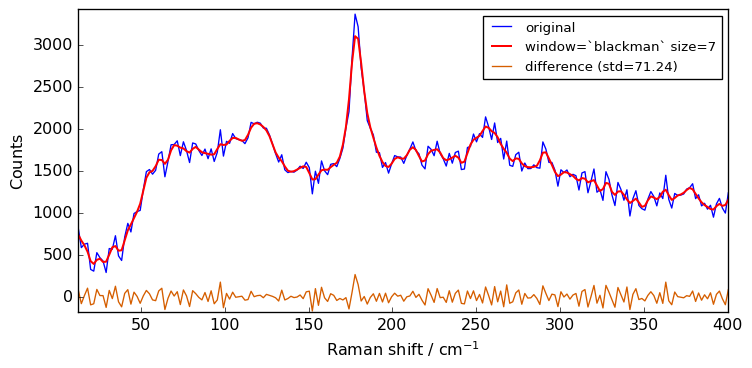 original
window=`blackman` size=7
difference (std=71.24)
Counts
3000
2500
2000
1500
1000
500
0
50 100 150 200 250 300 350 400
Raman shift / cm⁻¹